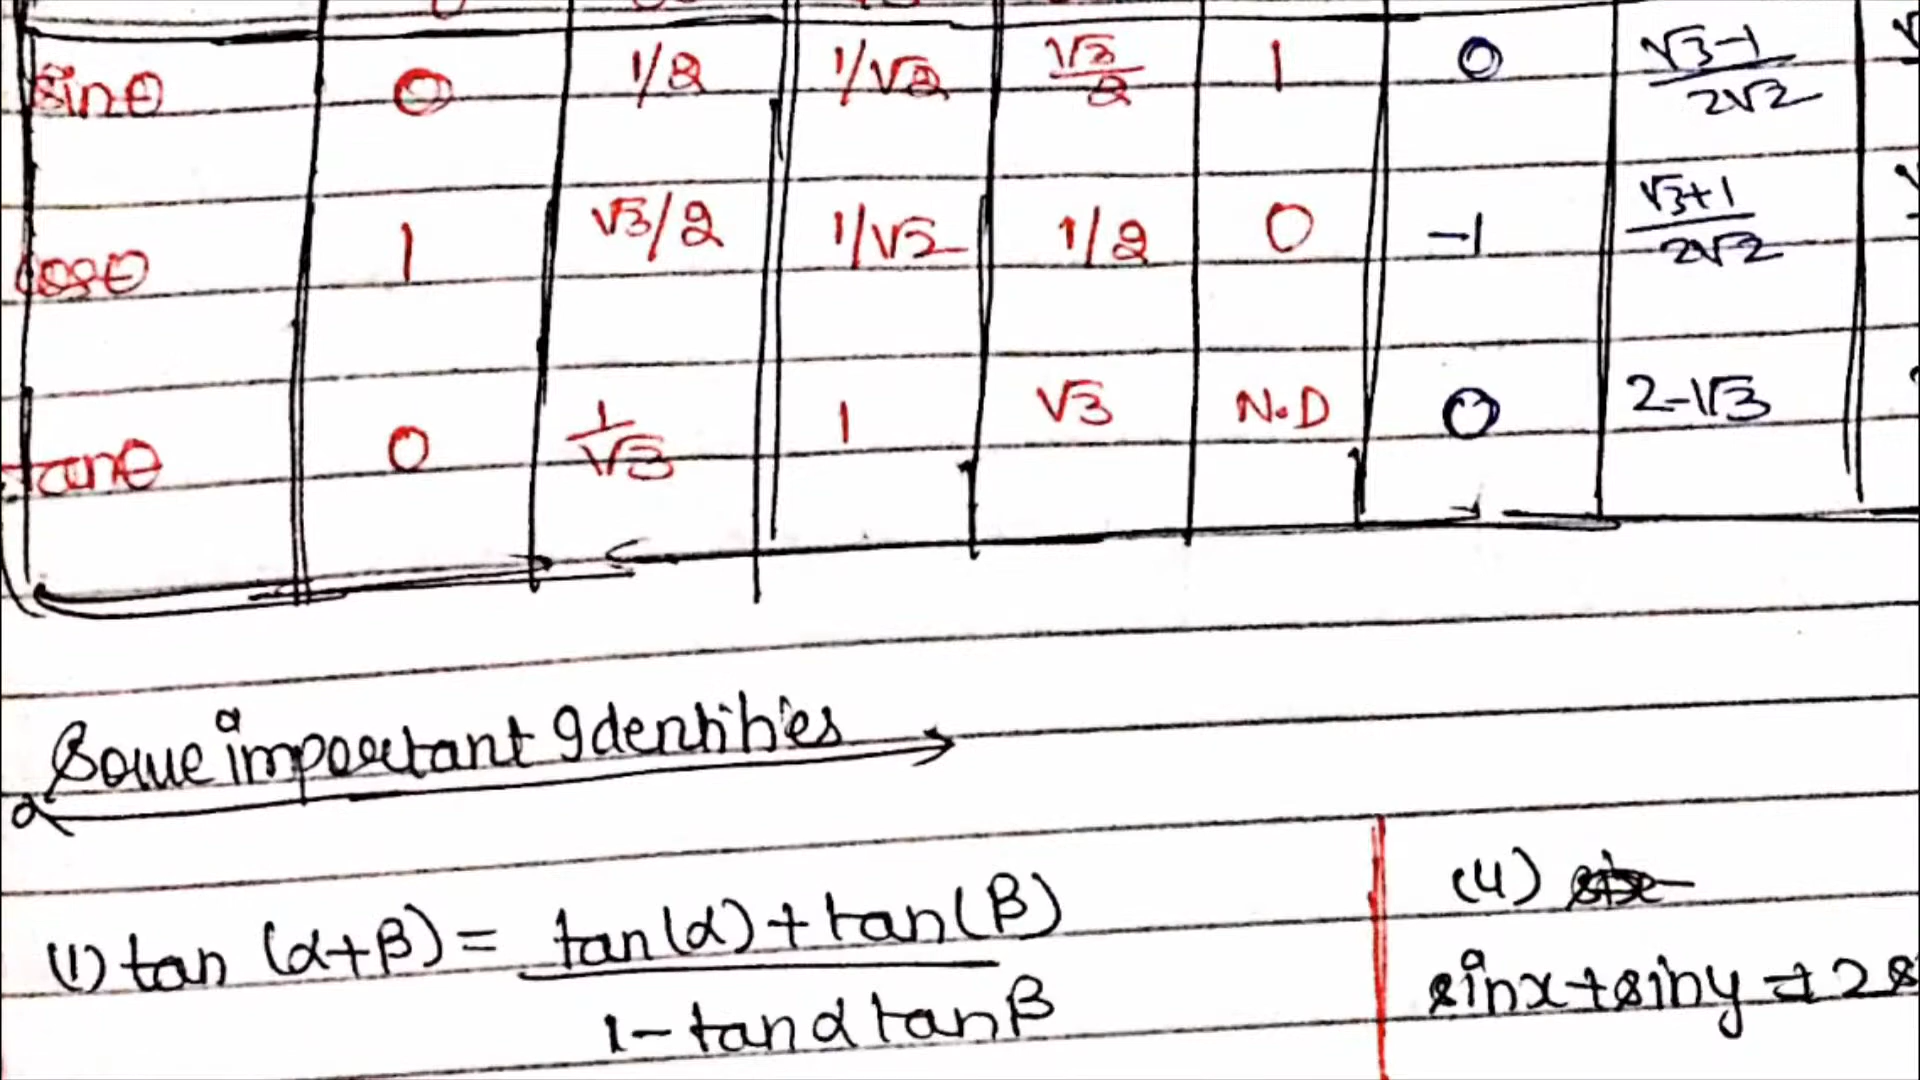 sinθ 0 1/2 1/√2 √3/2 1 0 √3-1/2√2
cosθ 1 √3/2 1/√2 1/2 0 -1 √3+1/2√2
tanθ 0 1/√3 1 √3 N.D 0 2-√3
Some important Identities
(1) tan (α+β) = tan(α)+tan(β)
1-tanα tanβ
(4)
sinx+siny = 2 s